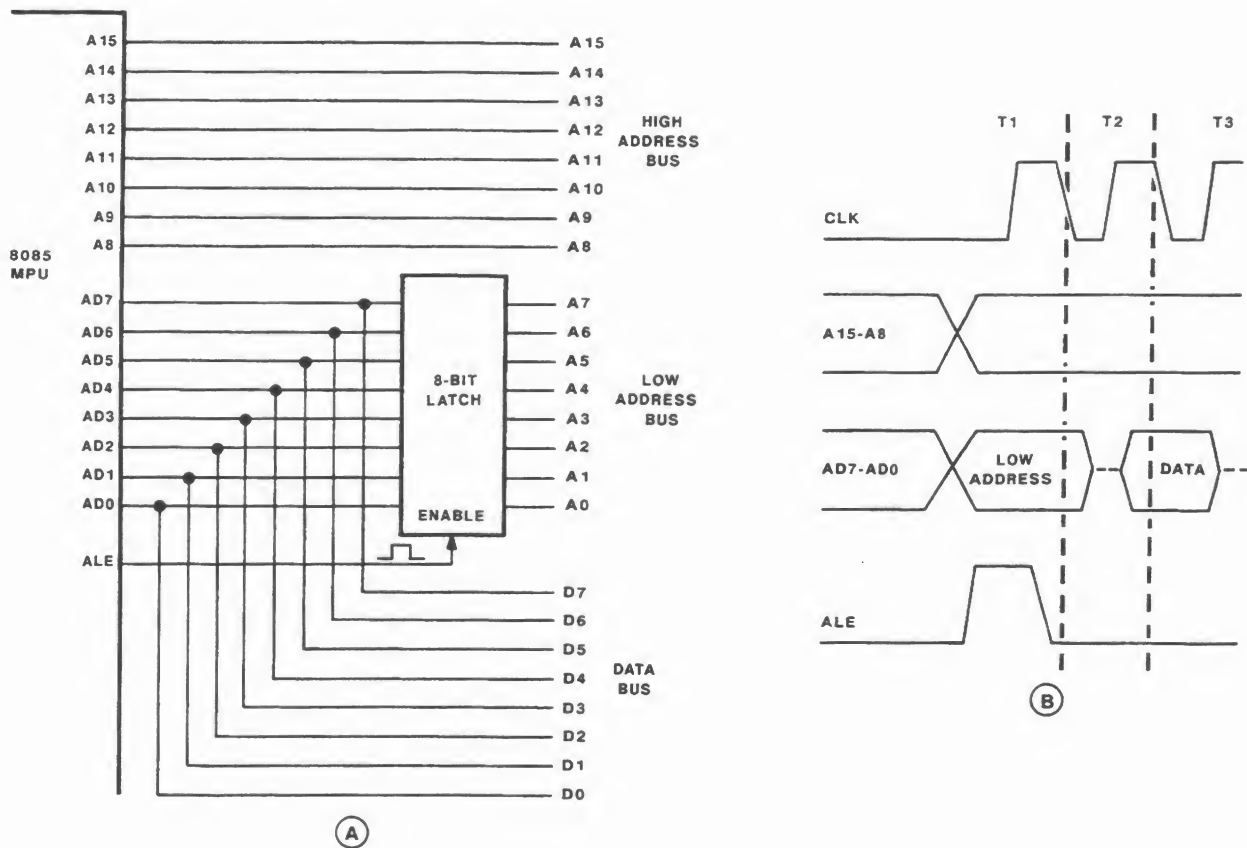 A15 A15
A14 A14
A13 A13
A12 A12
A11 A11
A10 A10
A9 A9
A8 A8
HIGH
ADDRESS
BUS
8085
MPU
AD7 A7
AD6 A6
AD5 A5
AD4 A4
AD3 A3
AD2 A2
AD1 A1
AD0 A0
8-BIT
LATCH
ENABLE
LOW
ADDRESS
BUS
ALE
D7
D6
D5
D4
D3
D2
D1
D0
DATA
BUS
A
T1 T2 T3
CLK
A15-A8
AD7-AD0
LOW
ADDRESS
DATA
ALE
B